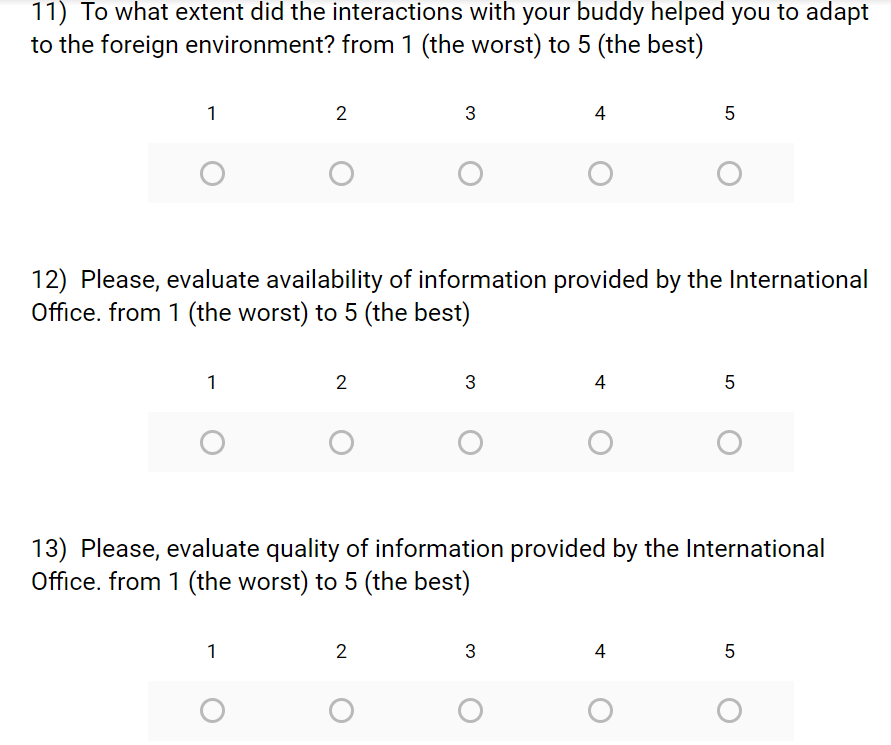 11) To what extent did the interactions with your buddy helped you to adapt
to the foreign environment? from 1 (the worst) to 5 (the best)
1 2 3 4 5
12) Please, evaluate availability of information provided by the International
Office. from 1 (the worst) to 5 (the best)
1 2 3 4 5
13) Please, evaluate quality of information provided by the International
Office. from 1 (the worst) to 5 (the best)
1 2 3 4 5